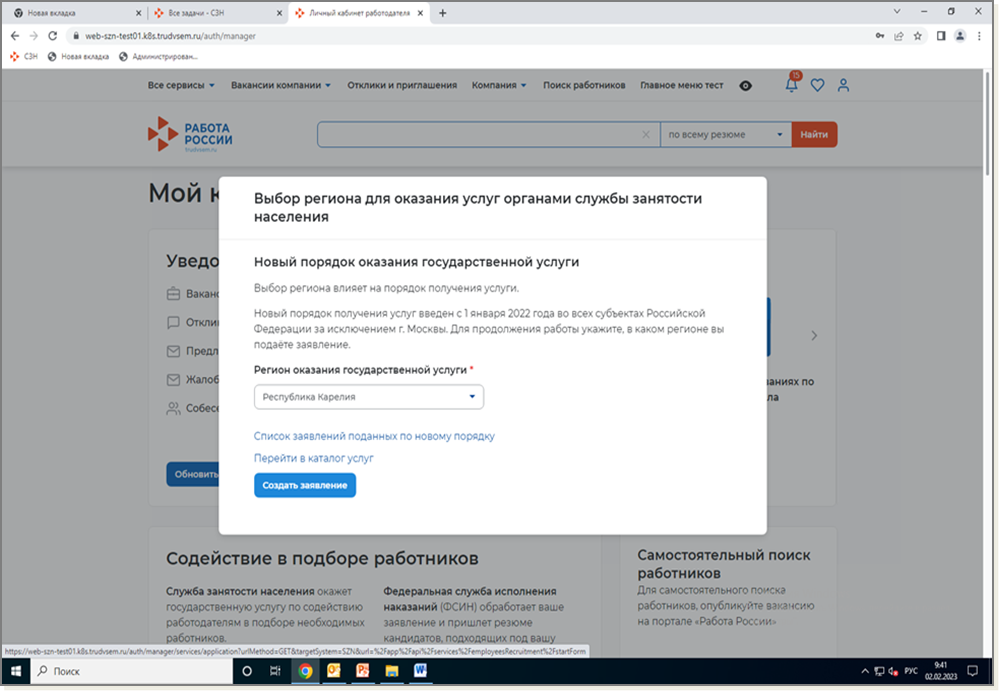 Новая вкладка
Все задачи - СЗН
Личный кабинет работодателя
web-szn-test01.k8s.trudvsem.ru/auth/manager
СЗН
Новая вкладка
Администрирован...
Все сервисы
Вакансии компании
Отклики и приглашения
Компания
Поиск работников
Главное меню тест
15
РАБОТА
РОССИИ
trudvsem.ru
по всему резюме
Найти
Мой к
Выбор региона для оказания услуг органами службы занятости
населения
Уведо
Новый порядок оказания государственной услуги
Выбор региона влияет на порядок получения услуги.
Вакан
Новый порядок получения услуг введен с 1 января 2022 года во всех субъектах Российской
Откли
Федерации за исключением г. Москвы. Для продолжения работы укажите, в каком регионе вы
подаёте заявление.
Предл
Регион оказания государственной услуги *
Жалоб
ваниях по
Республика Карелия
ла
Собесе
Список заявлений поданных по новому порядку
Перейти в каталог услуг
Обновить
Создать заявление
Содействие в подборе работников
Служба занятости населения окажет
государственную услугу по содействию
работодателям в подборе необходимых
работников.
Федеральная служба исполнения
наказаний (ФСИН) обработает ваше
заявление и пришлет резюме
кандидатов, подходящих под вашу
Самостоятельный поиск
работников
Для самостоятельного поиска
работников, опубликуйте вакансию
на портале «Работа России»
https://web-szn-test01.k8s.trudvsem.ru/auth/manager/services/application?urlMethod=GET&targetSystem=SZN&url=%2Fapp%2Fapi%2Fservices%2FemployeesRecruitment%2FstartForm
Поиск
РУС
9:41
02.02.2023